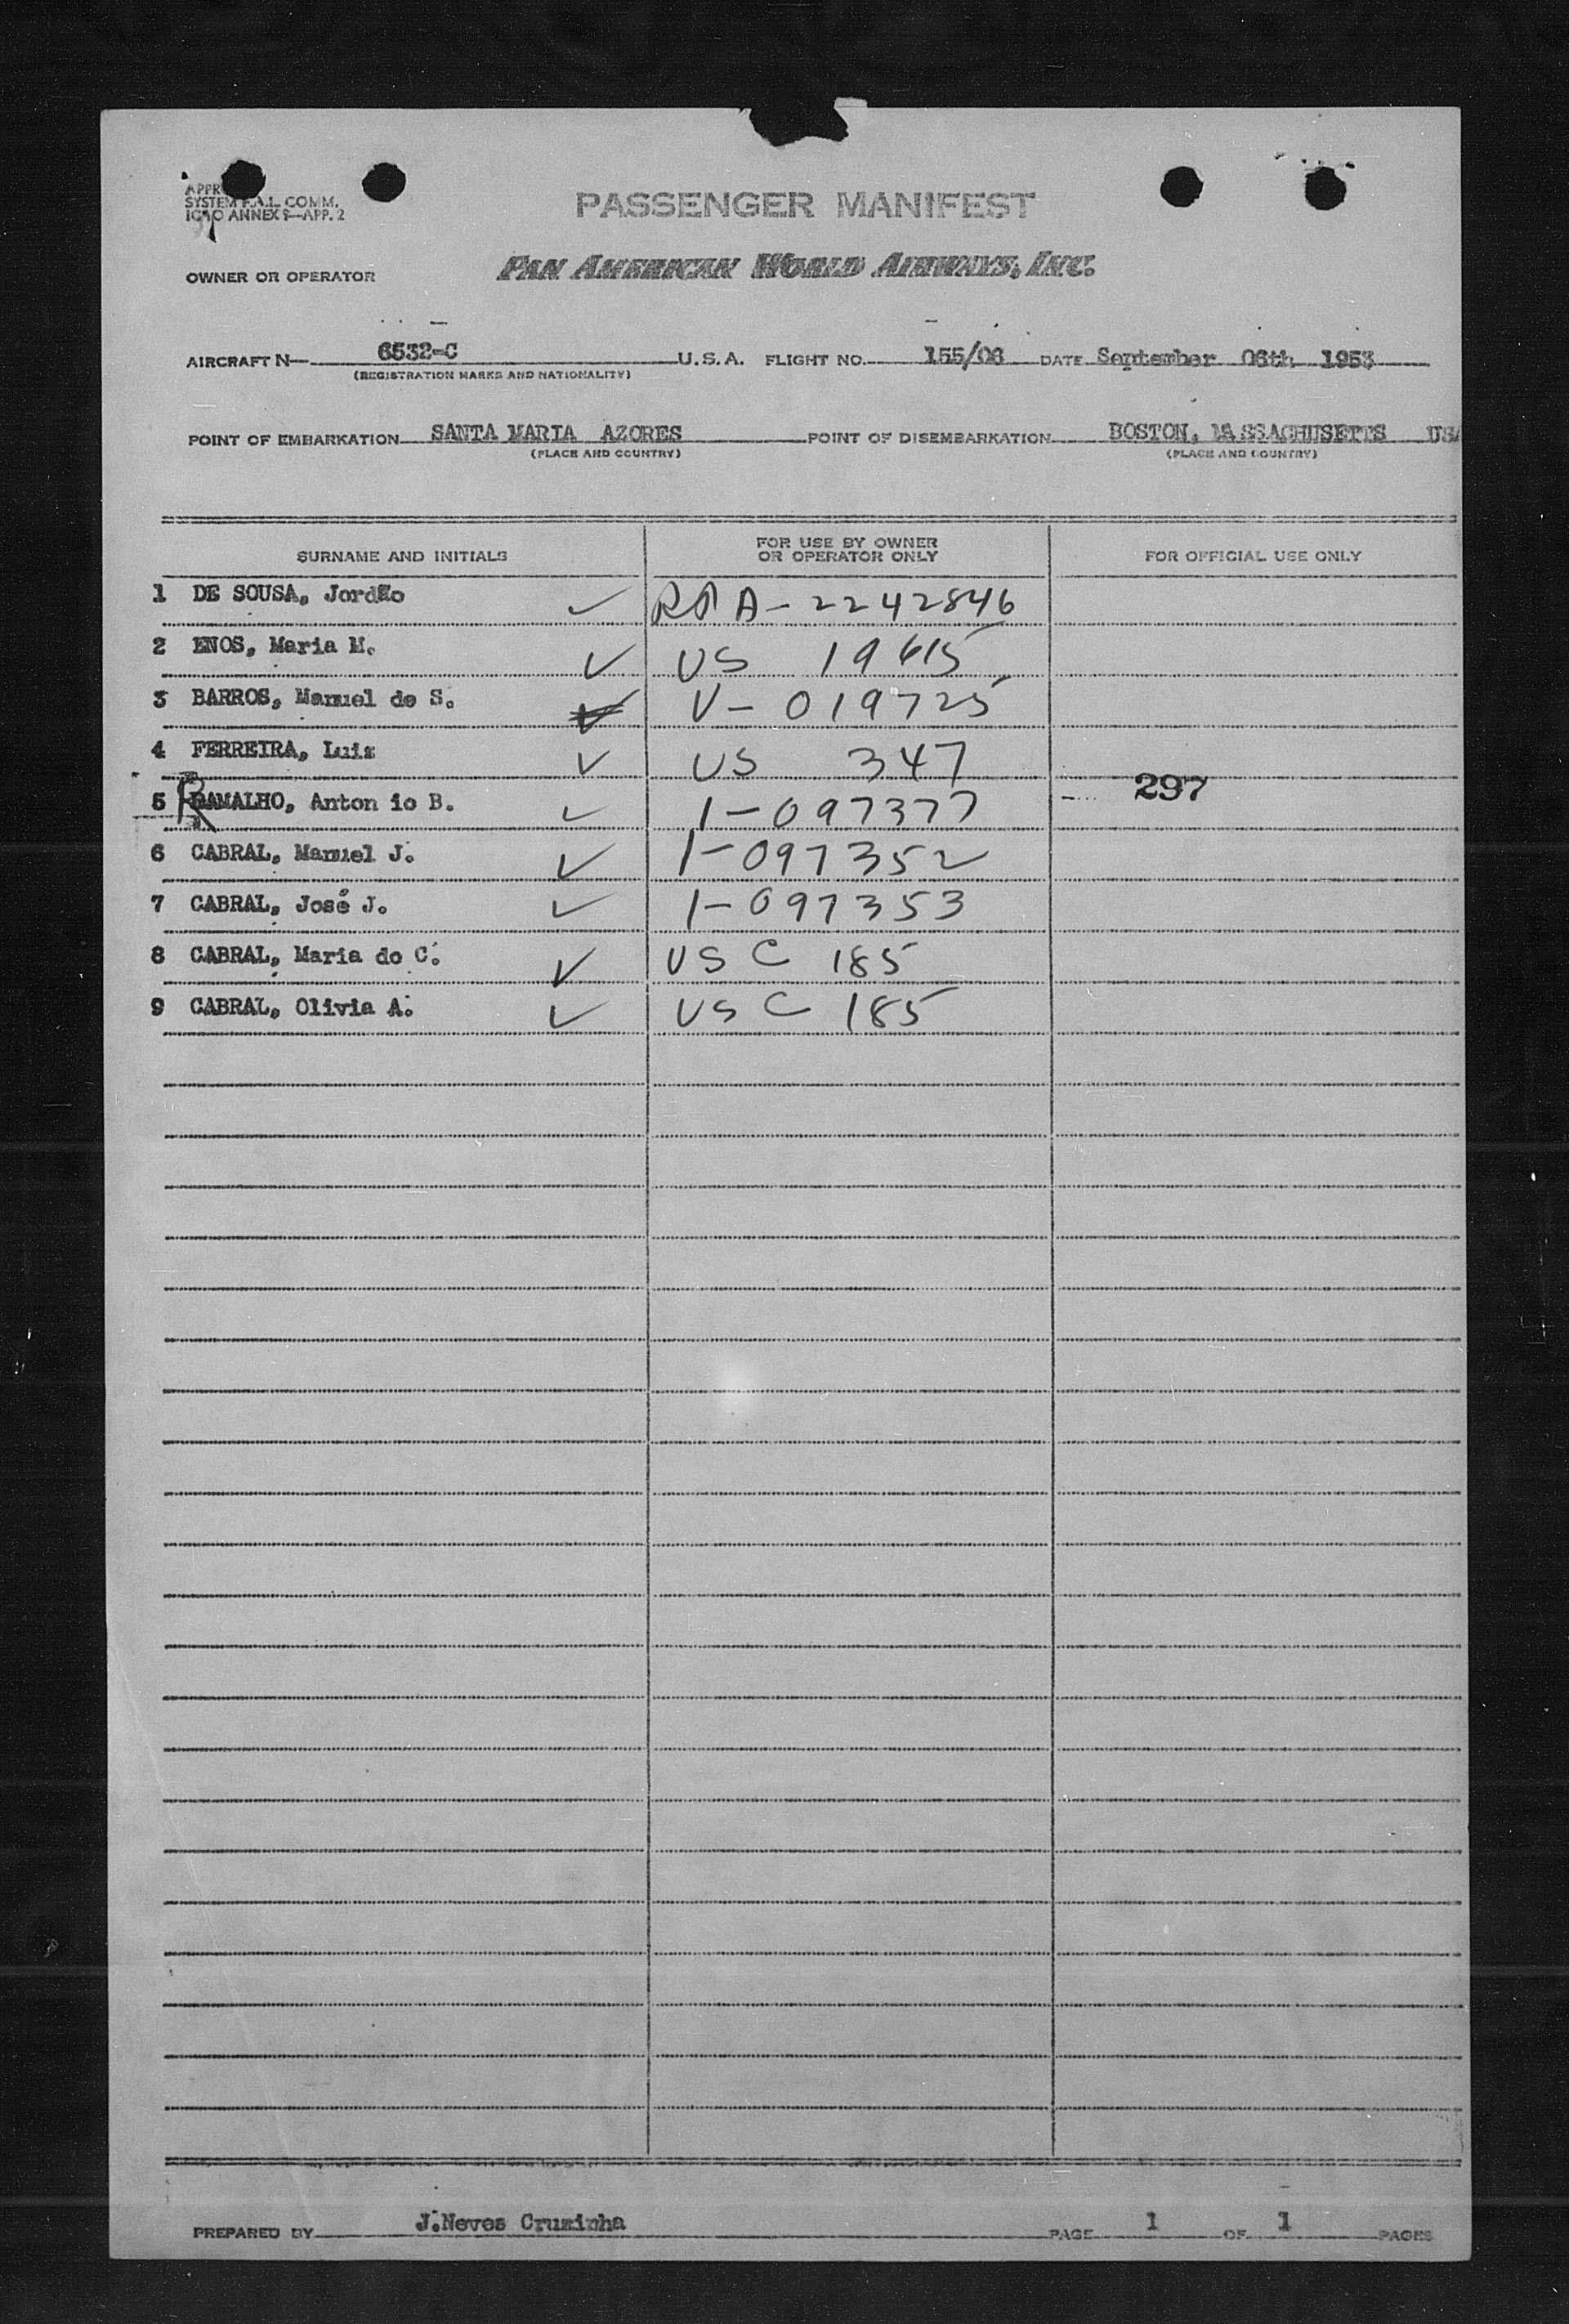 PASSENGER MANIFEST
SYSTEM F.A.L. COMM.
ICAO ANNEX 9—APP. 2
OWNER OR OPERATOR PAN AMERICAN WORLD AIRWAYS, INC.
AIRCRAFT N— 6532-C U.S.A. FLIGHT NO. 155/06 DATE September 06th 1953
(REGISTRATION MARKS AND NATIONALITY)
POINT OF EMBARKATION SANTA MARIA AZORES POINT OF DISEMBARKATION BOSTON, MASSACHUSETTS USA
(PLACE AND COUNTRY) (PLACE AND COUNTRY)
SURNAME AND INITIALS FOR USE BY OWNER OR OPERATOR ONLY FOR OFFICIAL USE ONLY
1 DE SOUSA, Jordão ✓ A-2242846
2 ENOS, Maria M. ✓ US 19615
3 BARROS, Manuel de S. ✓ V-019725
4 FERREIRA, Luiz ✓ US 347
5 RAMALHO, Anton io B. ✓ 1-097377 297
6 CABRAL, Manuel J. ✓ 1-097352
7 CABRAL, José J. ✓ 1-097353
8 CABRAL, Maria do C. ✓ USC 185
9 CABRAL, Olivia A. ✓ USC 185
PREPARED BY J.Neves Cruzinha PAGE 1 OF 1 PAGES